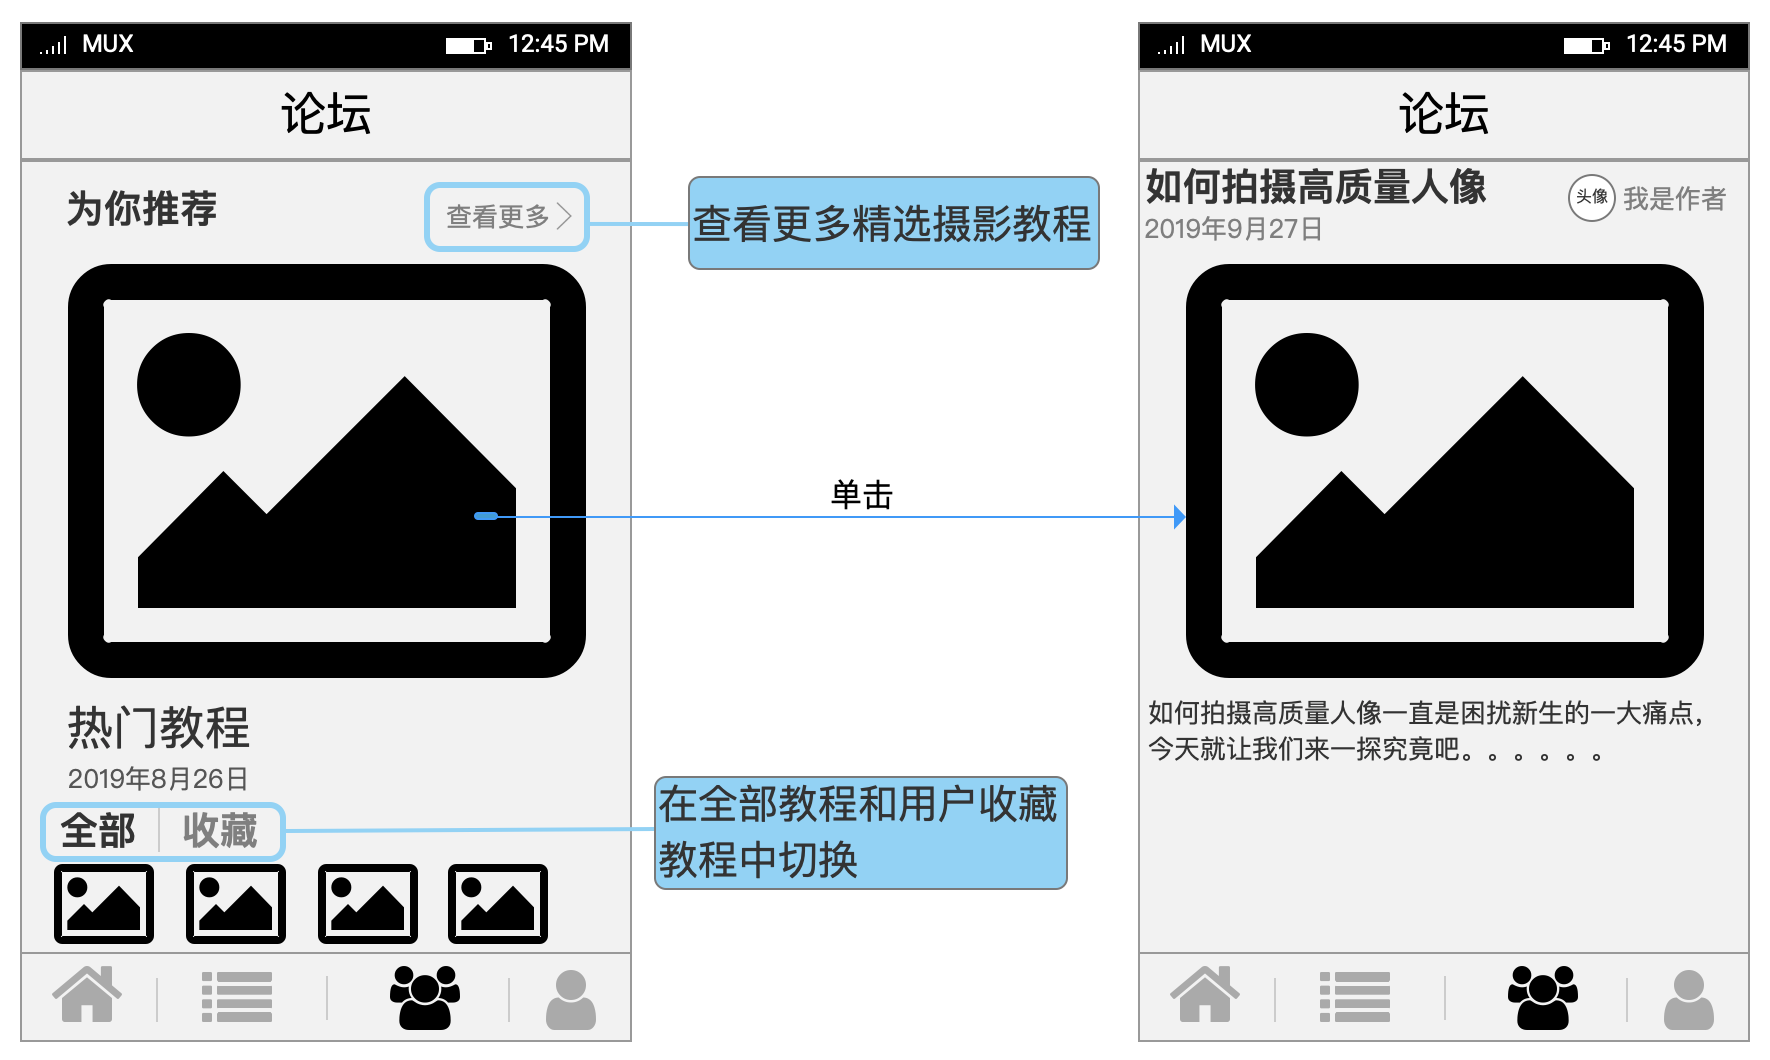 MUX 12:45 PM
论坛
为你推荐
查看更多
热门教程
2019年8月26日
全部 收藏
查看更多精选摄影教程
单击
在全部教程和用户收藏
教程中切换
MUX 12:45 PM
论坛
如何拍摄高质量人像
头像 我是作者
2019年9月27日
如何拍摄高质量人像一直是困扰新生的一大痛点，
今天就让我们来一探究竟吧。。。。。。